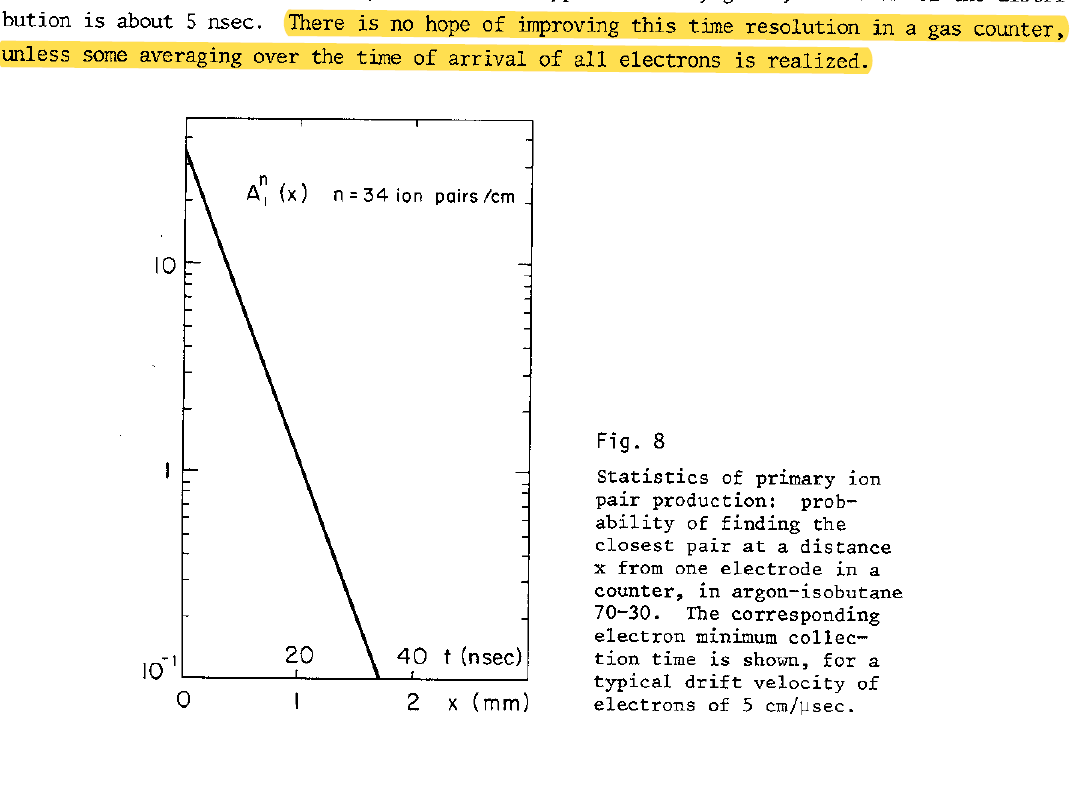 bution is about 5 nsec. There is no hope of improving this time resolution in a gas counter,
unless some averaging over the time of arrival of all electrons is realized.
A₁ⁿ (x) n = 34 ion pairs/cm
10
1
10⁻¹
20 40 t (nsec)
0 1 2 x (mm)
Fig. 8
Statistics of primary ion
pair production: prob-
ability of finding the
closest pair at a distance
x from one electrode in a
counter, in argon-isobutane
70-30. The corresponding
electron minimum collec-
tion time is shown, for a
typical drift velocity of
electrons of 5 cm/μsec.